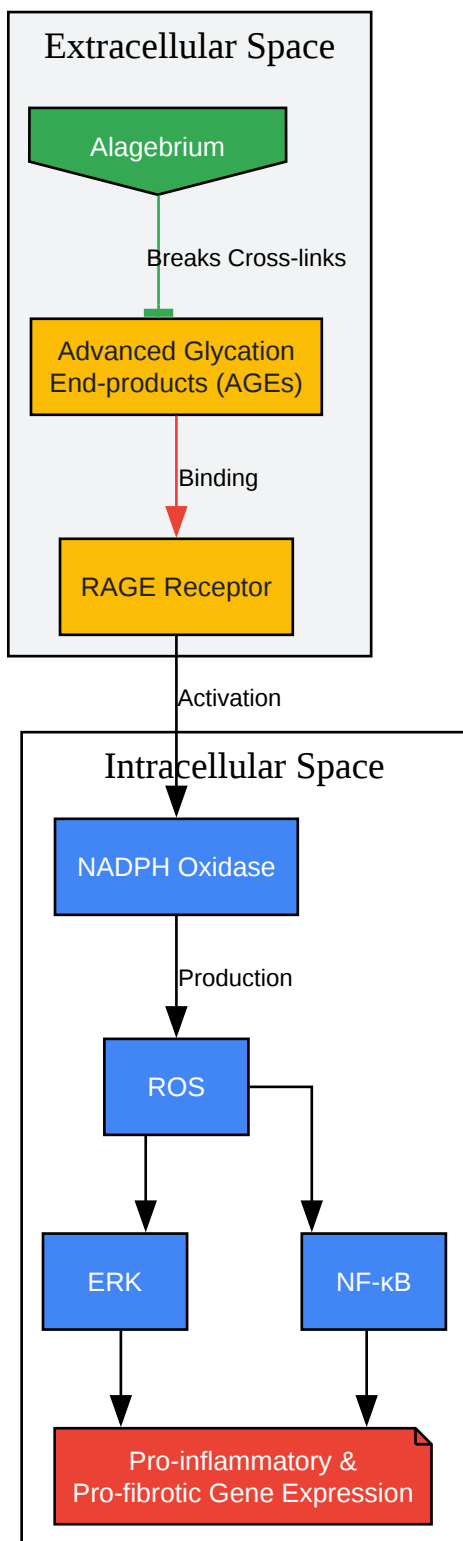 Extracellular Space
Alagebrium
Breaks Cross-links
Advanced Glycation
End-products (AGEs)
Binding
RAGE Receptor
Activation
Intracellular Space
NADPH Oxidase
Production
ROS
ERK
NF-κB
Pro-inflammatory &
Pro-fibrotic Gene Expression